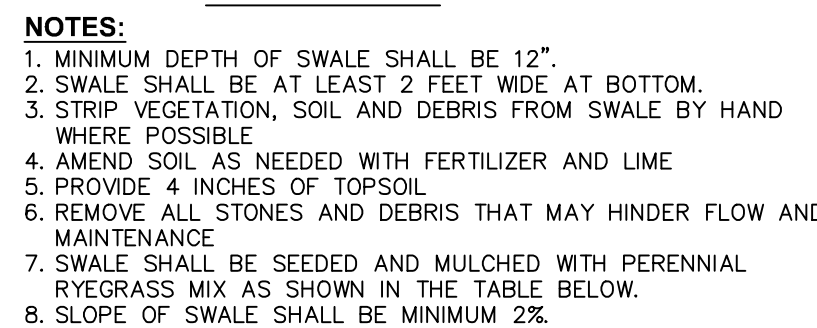 NOTES:
1. MINIMUM DEPTH OF SWALE SHALL BE 12".
2. SWALE SHALL BE AT LEAST 2 FEET WIDE AT BOTTOM.
3. STRIP VEGETATION, SOIL AND DEBRIS FROM SWALE BY HAND
WHERE POSSIBLE
4. AMEND SOIL AS NEEDED WITH FERTILIZER AND LIME
5. PROVIDE 4 INCHES OF TOPSOIL
6. REMOVE ALL STONES AND DEBRIS THAT MAY HINDER FLOW AND
MAINTENANCE
7. SWALE SHALL BE SEEDED AND MULCHED WITH PERENNIAL
RYEGRASS MIX AS SHOWN IN THE TABLE BELOW.
8. SLOPE OF SWALE SHALL BE MINIMUM 2%.